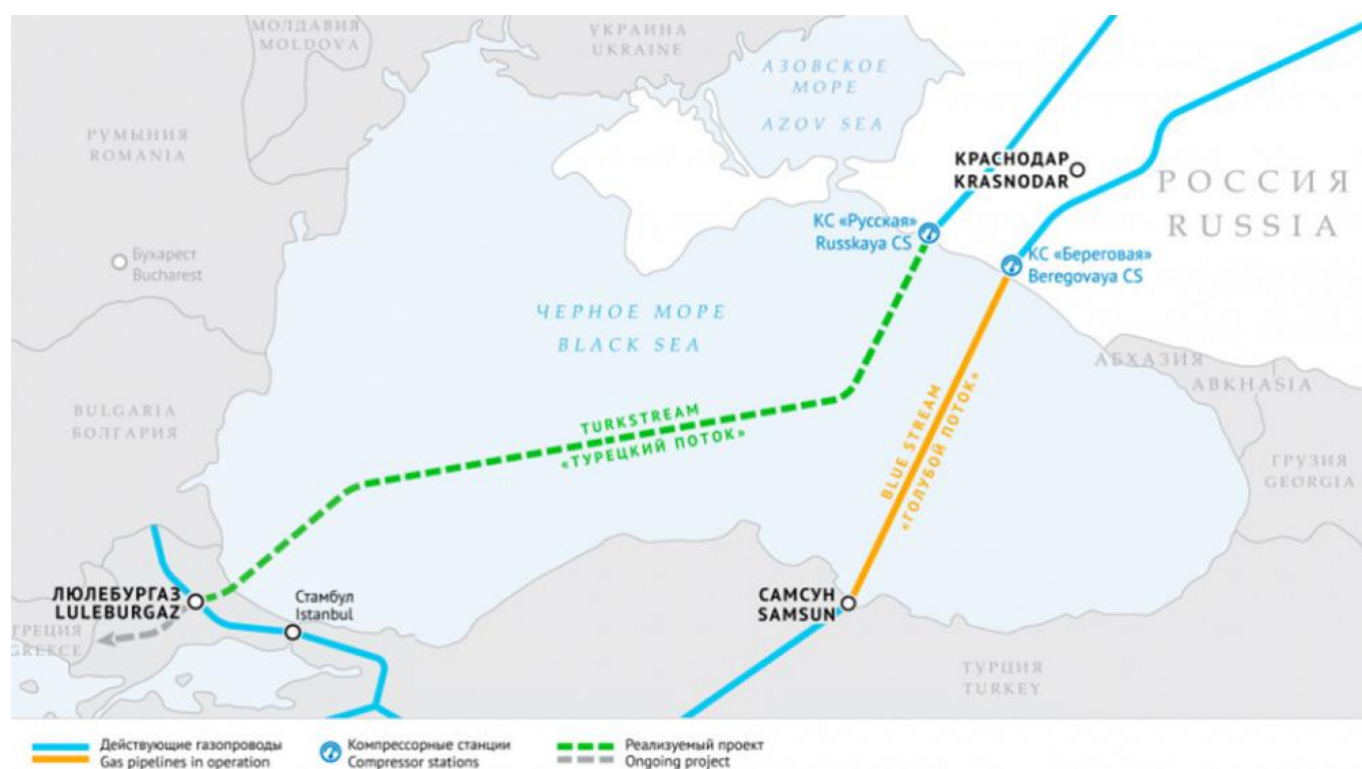 МОЛДАВИЯ
MOLDOVA
УКРАИНА
UKRAINE
АЗОВСКОЕ
МОРЕ
AZOV SEA
РУМЫНИЯ
ROMANIA
КРАСНОДАР
KRASNODAR
РОССИЯ
RUSSIA
КС «Русская»
Russkaya CS
Бухарест
Bucharest
КС «Береговая»
Beregovaya CS
ЧЕРНОЕ МОРЕ
BLACK SEA
АБХАЗИЯ
ABKHASIA
BULGARIA
БОЛГАРИЯ
TURKSTREAM
«ТУРЕЦКИЙ ПОТОК»
BLUE STREAM
«ГОЛУБОЙ ПОТОК»
ГРУЗИЯ
GEORGIA
ЛЮЛЕБУРГАЗ
LULEBURGAZ
Стамбул
Istanbul
САМСУН
SAMSUN
ГРЕЦИЯ
GREECE
ТУРЦИЯ
TURKEY
Действующие газопроводы
Gas pipelines in operation
Компрессорные станции
Compressor stations
Реализуемый проект
Ongoing project